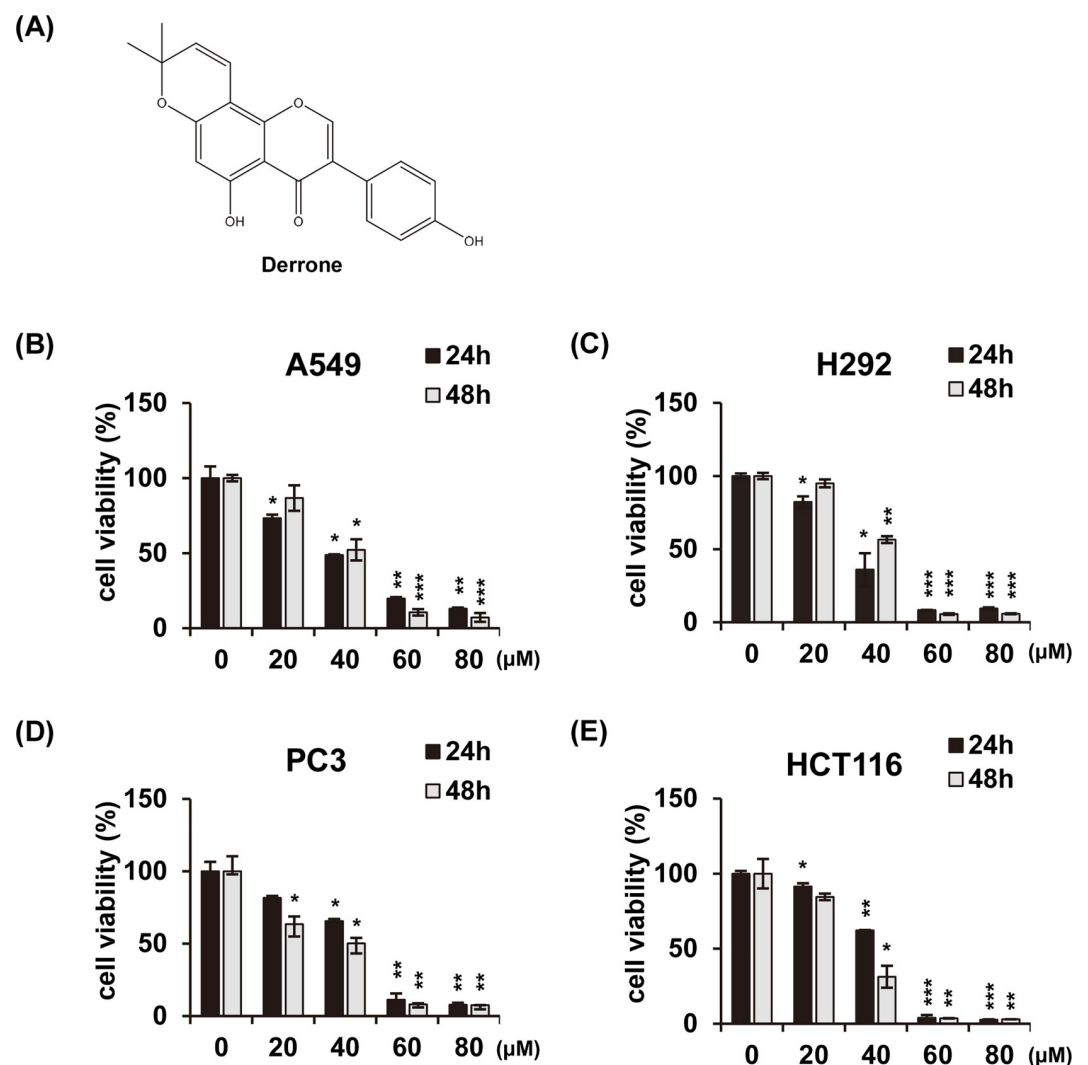 (A)
O
O
OH
O
OH
Derrone
(B)
A549
24h
48h
cell viability (%)
150
100
50
0
*
*
*
**
***
**
***
0 20 40 60 80 (µM)
(C)
H292
24h
48h
cell viability (%)
150
100
50
0
*
*
**
***
***
***
***
0 20 40 60 80 (µM)
(D)
PC3
24h
48h
cell viability (%)
150
100
50
0
*
*
*
**
**
**
**
0 20 40 60 80 (µM)
(E)
HCT116
24h
48h
cell viability (%)
150
100
50
0
*
**
*
***
**
***
**
0 20 40 60 80 (µM)